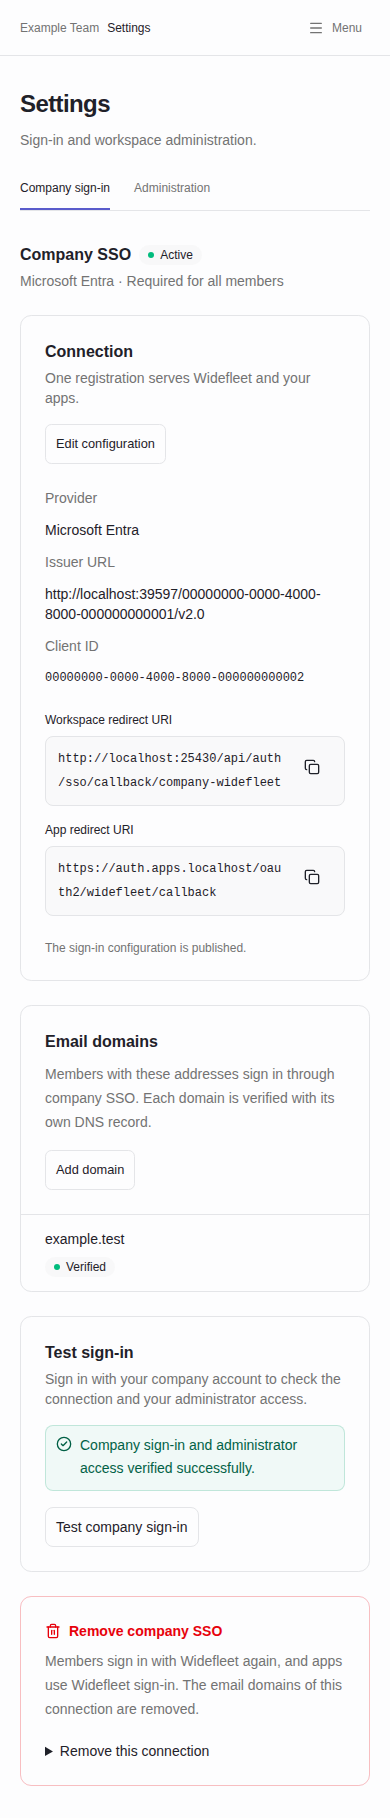 Example Team Settings
Menu
Settings
Sign-in and workspace administration.
Company sign-in
Administration
Company SSO
Active
Microsoft Entra · Required for all members
Connection
One registration serves Widefleet and your
apps.
Edit configuration
Provider
Microsoft Entra
Issuer URL
http://localhost:39597/00000000-0000-4000-
8000-000000000001/v2.0
Client ID
00000000-0000-4000-8000-000000000002
Workspace redirect URI
http://localhost:25430/api/auth
/sso/callback/company-widefleet
App redirect URI
https://auth.apps.localhost/oau
th2/widefleet/callback
The sign-in configuration is published.
Email domains
Members with these addresses sign in through
company SSO. Each domain is verified with its
own DNS record.
Add domain
example.test
Verified
Test sign-in
Sign in with your company account to check the
connection and your administrator access.
Company sign-in and administrator
access verified successfully.
Test company sign-in
Remove company SSO
Members sign in with Widefleet again, and apps
use Widefleet sign-in. The email domains of this
connection are removed.
Remove this connection